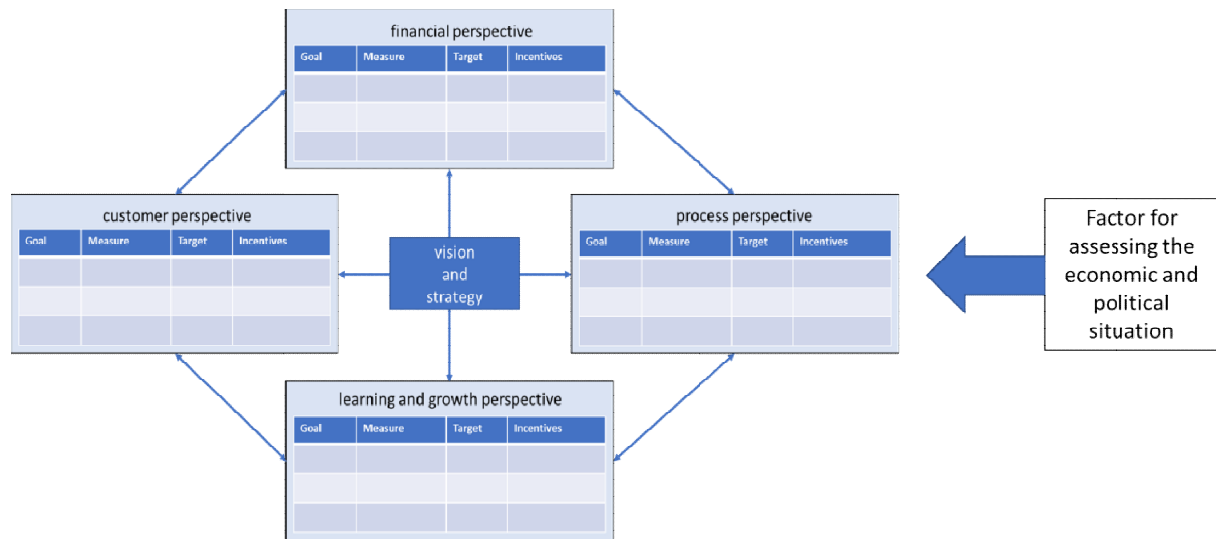 financial perspective
Goal Measure Target Incentives
customer perspective
Goal Measure Target Incentives
vision
and
strategy
process perspective
Goal Measure Target Incentives
Factor for
assessing the
economic and
political
situation
learning and growth perspective
Goal Measure Target Incentives